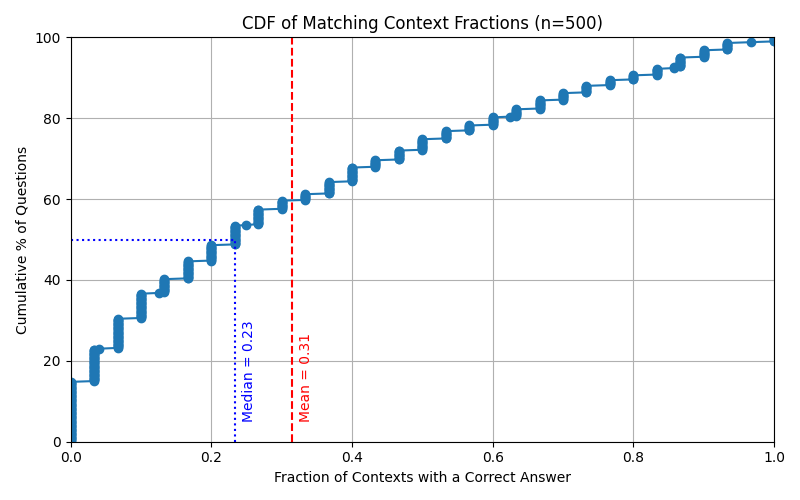 CDF of Matching Context Fractions (n=500)
Cumulative % of Questions
100
80
60
40
20
0
Median = 0.23
Mean = 0.31
0.0 0.2 0.4 0.6 0.8 1.0
Fraction of Contexts with a Correct Answer